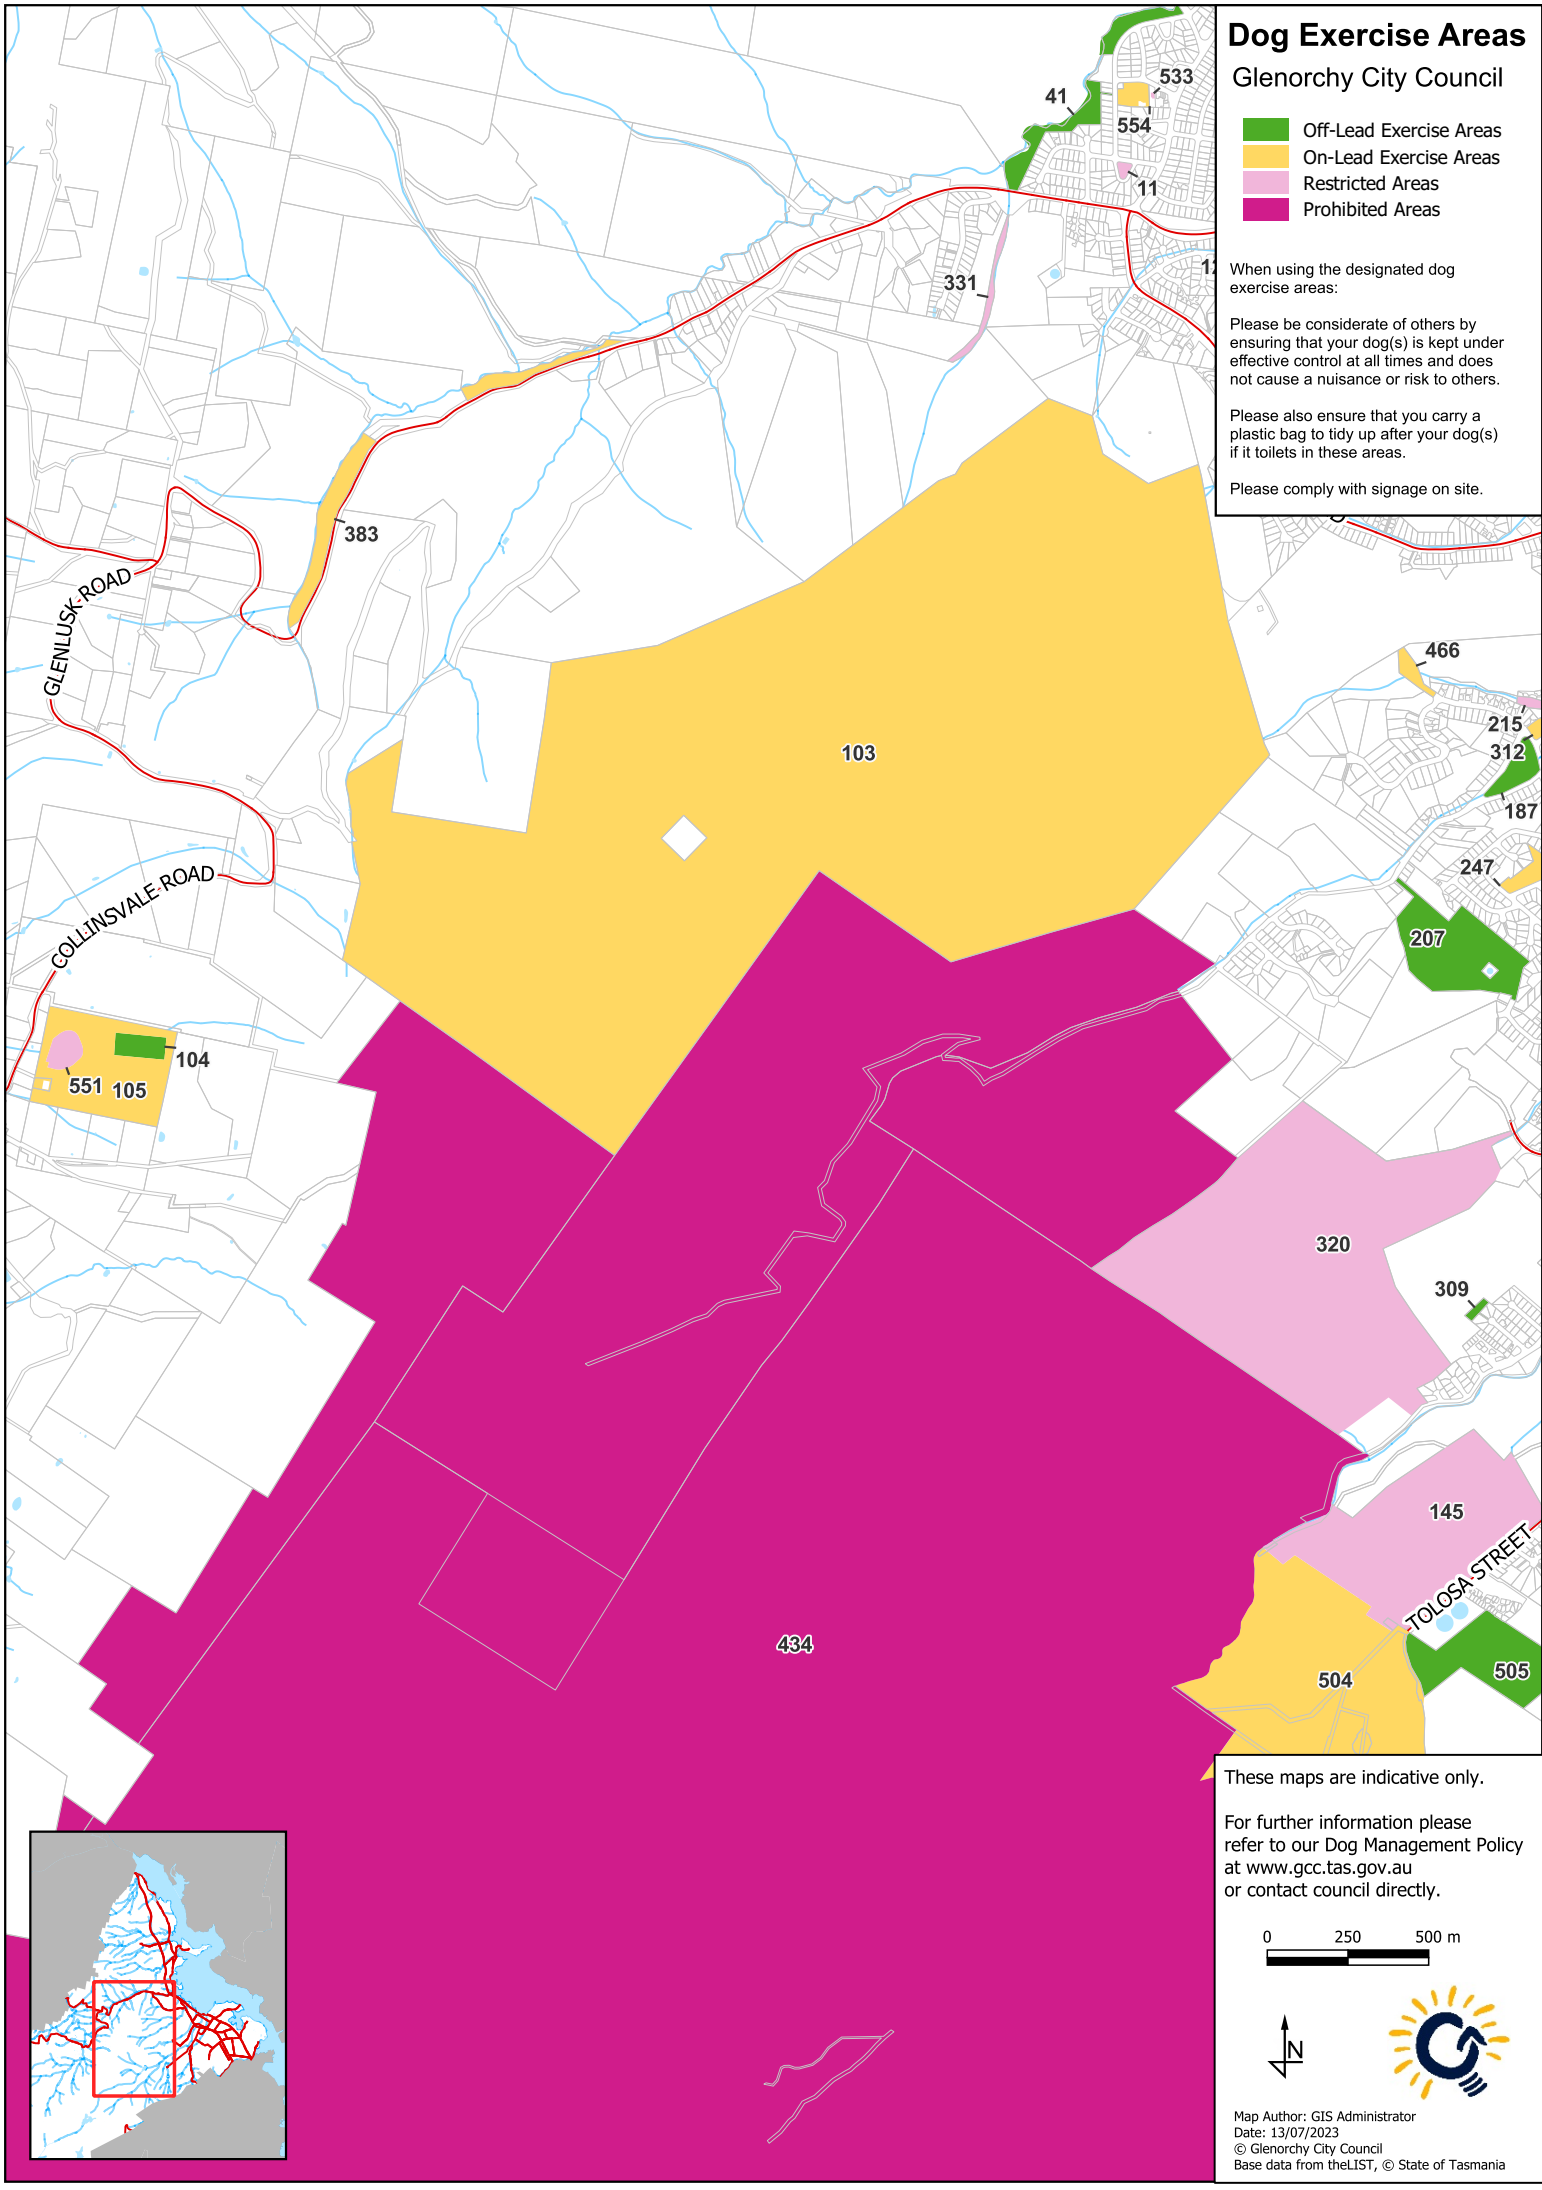 Dog Exercise Areas
Glenorchy City Council
Off-Lead Exercise Areas
On-Lead Exercise Areas
Restricted Areas
Prohibited Areas
When using the designated dog
exercise areas:
Please be considerate of others by
ensuring that your dog(s) is kept under
effective control at all times and does
not cause a nuisance or risk to others.
Please also ensure that you carry a
plastic bag to tidy up after your dog(s)
if it toilets in these areas.
Please comply with signage on site.
533
41
554
11
331
383
GLENLUSK ROAD
466
215
312
103
187
247
COLLINSVALE ROAD
207
104
551
105
320
309
145
TOLOSA STREET
434
504
505
These maps are indicative only.
For further information please
refer to our Dog Management Policy
at www.gcc.tas.gov.au
or contact council directly.
0 250 500 m
N
Map Author: GIS Administrator
Date: 13/07/2023
© Glenorchy City Council
Base data from theLIST, © State of Tasmania